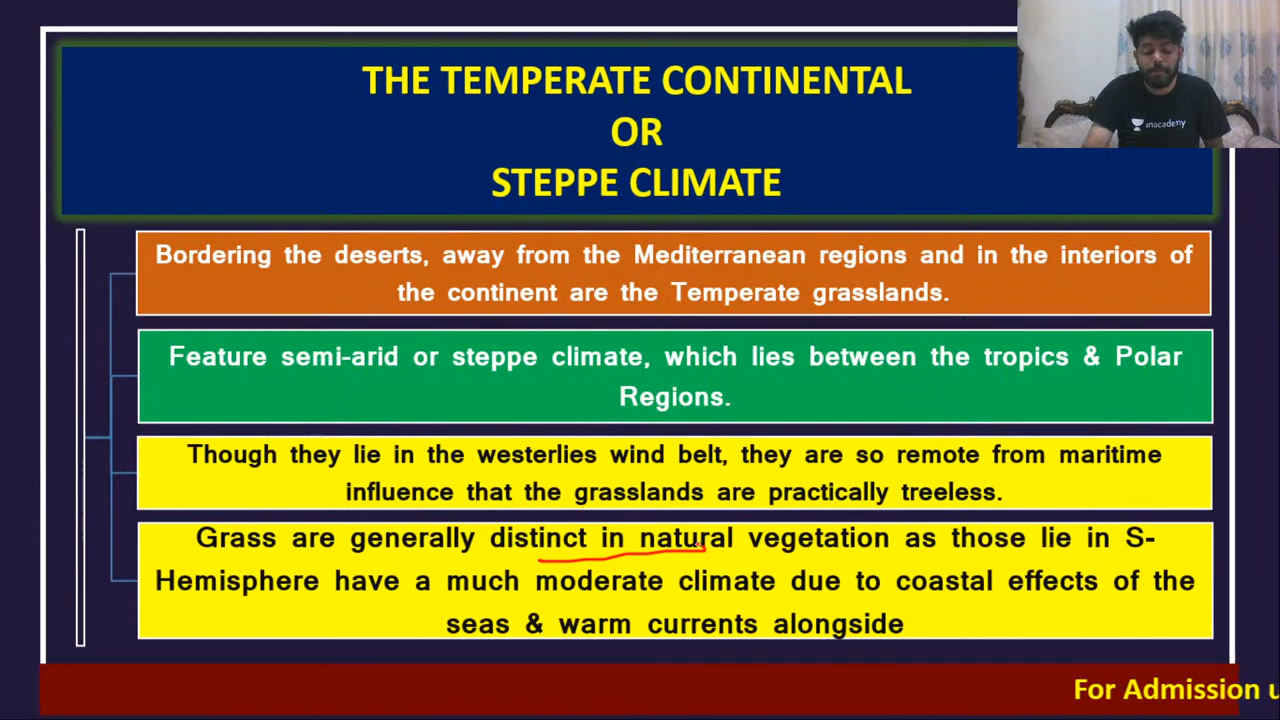 THE TEMPERATE CONTINENTAL
OR
STEPPE CLIMATE
unacademy
Bordering the deserts, away from the Mediterranean regions and in the interiors of
the continent are the Temperate grasslands.
Feature semi-arid or steppe climate, which lies between the tropics & Polar
Regions.
Though they lie in the westerlies wind belt, they are so remote from maritime
influence that the grasslands are practically treeless.
Grass are generally distinct in natural vegetation as those lie in S-
Hemisphere have a much moderate climate due to coastal effects of the
seas & warm currents alongside
For Admission u